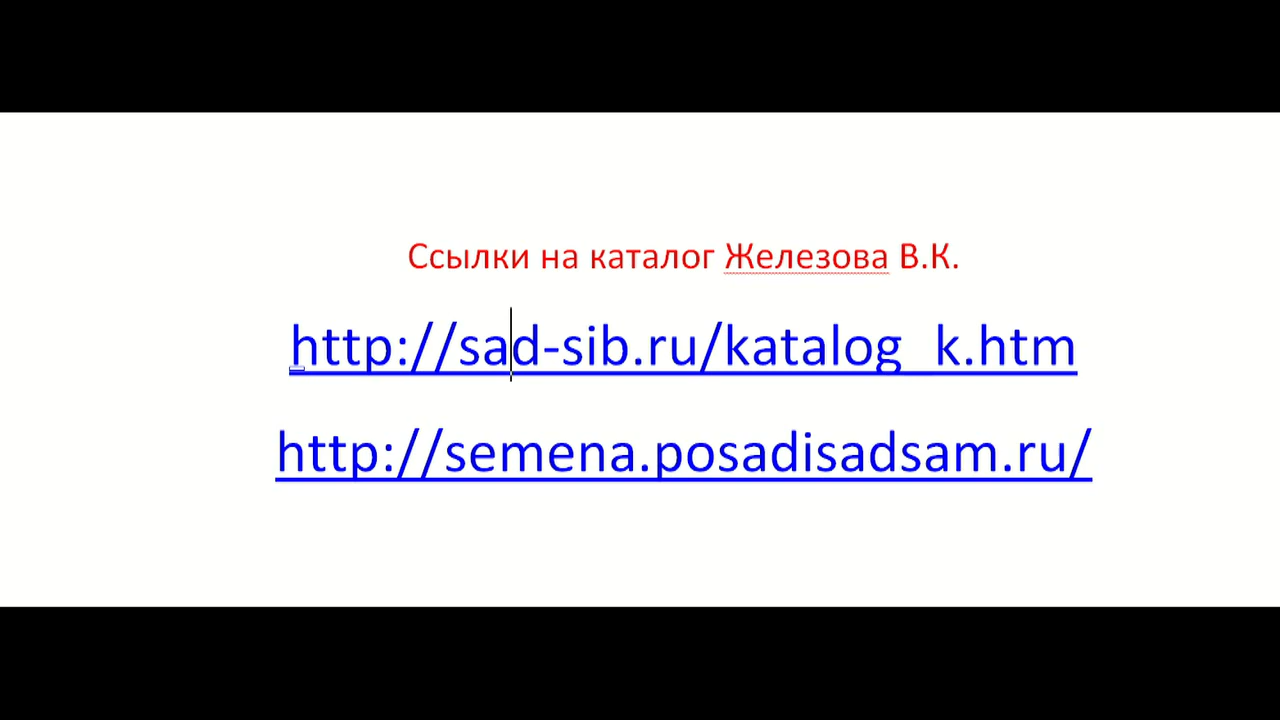 Ссылки на каталог Железова В.К.
http://sad-sib.ru/katalog_k.htm
http://semena.posadisadsam.ru/